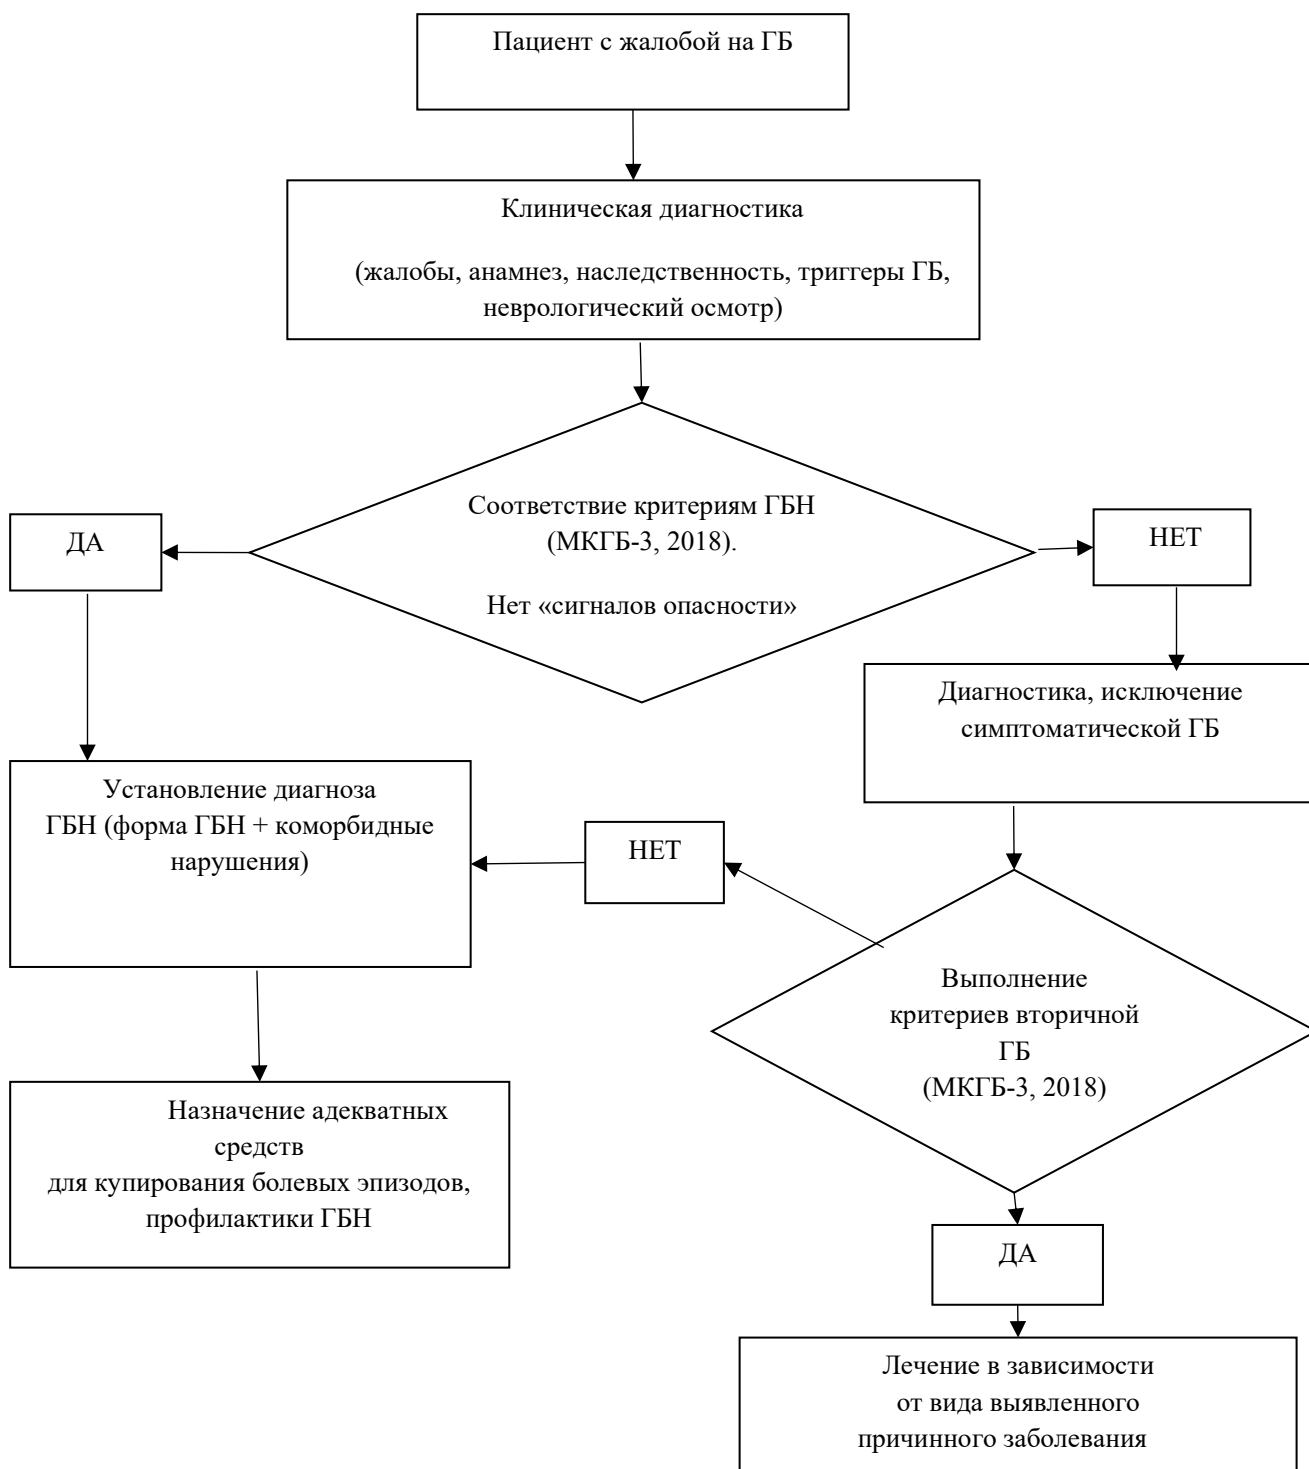 Пациент с жалобой на ГБ
Клиническая диагностика
(жалобы, анамнез, наследственность, триггеры ГБ,
неврологический осмотр)
Соответствие критериям ГБН
(МКГБ-3, 2018).
Нет «сигналов опасности»
ДА
НЕТ
Диагностика, исключение
симптоматической ГБ
Установление диагноза
ГБН (форма ГБН + коморбидные
нарушения)
НЕТ
Выполнение
критериев вторичной
ГБ
(МКГБ-3, 2018)
Назначение адекватных
средств
для купирования болевых эпизодов,
профилактики ГБН
ДА
Лечение в зависимости
от вида выявленного
причинного заболевания